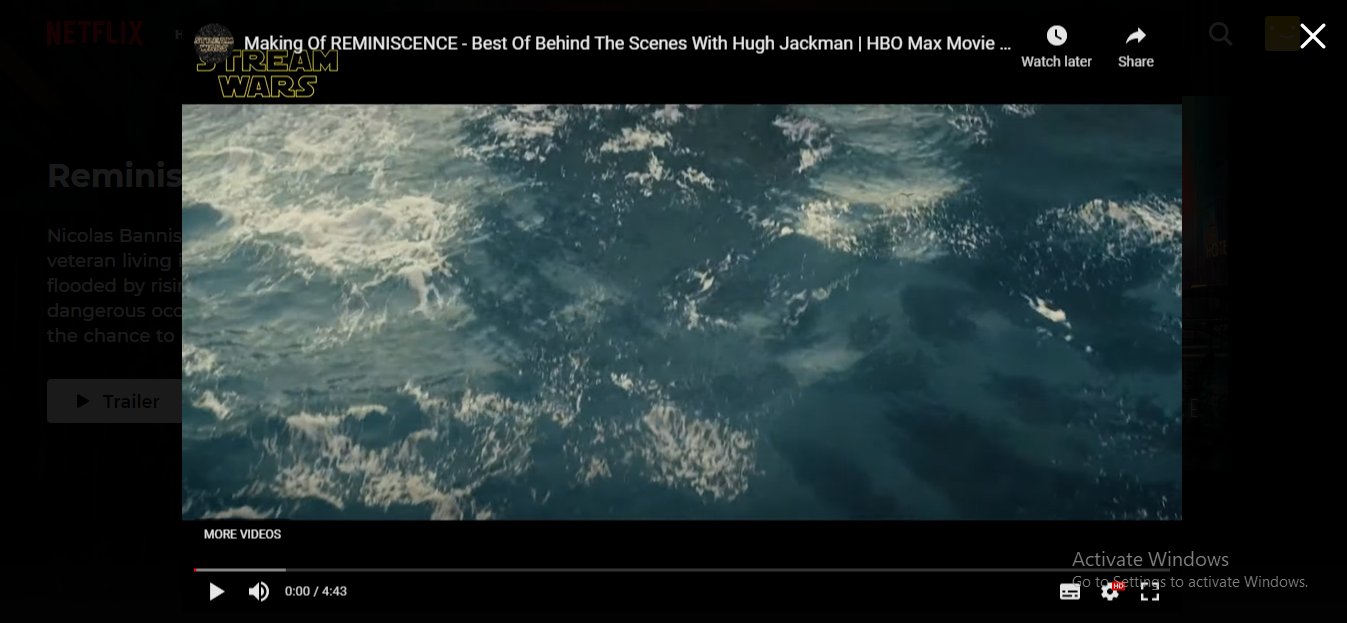 NETFLIX
STREAM WARS
Making Of REMINISCENCE - Best Of Behind The Scenes With Hugh Jackman | HBO Max Movie ...
Watch later
Share
STREAM
WARS
Reminis
Nicolas Bannis
veteran living i
flooded by risi
dangerous occ
the chance to
Trailer
MORE VIDEOS
0:00 / 4:43
HD
Activate Windows
Go to Settings to activate Windows.